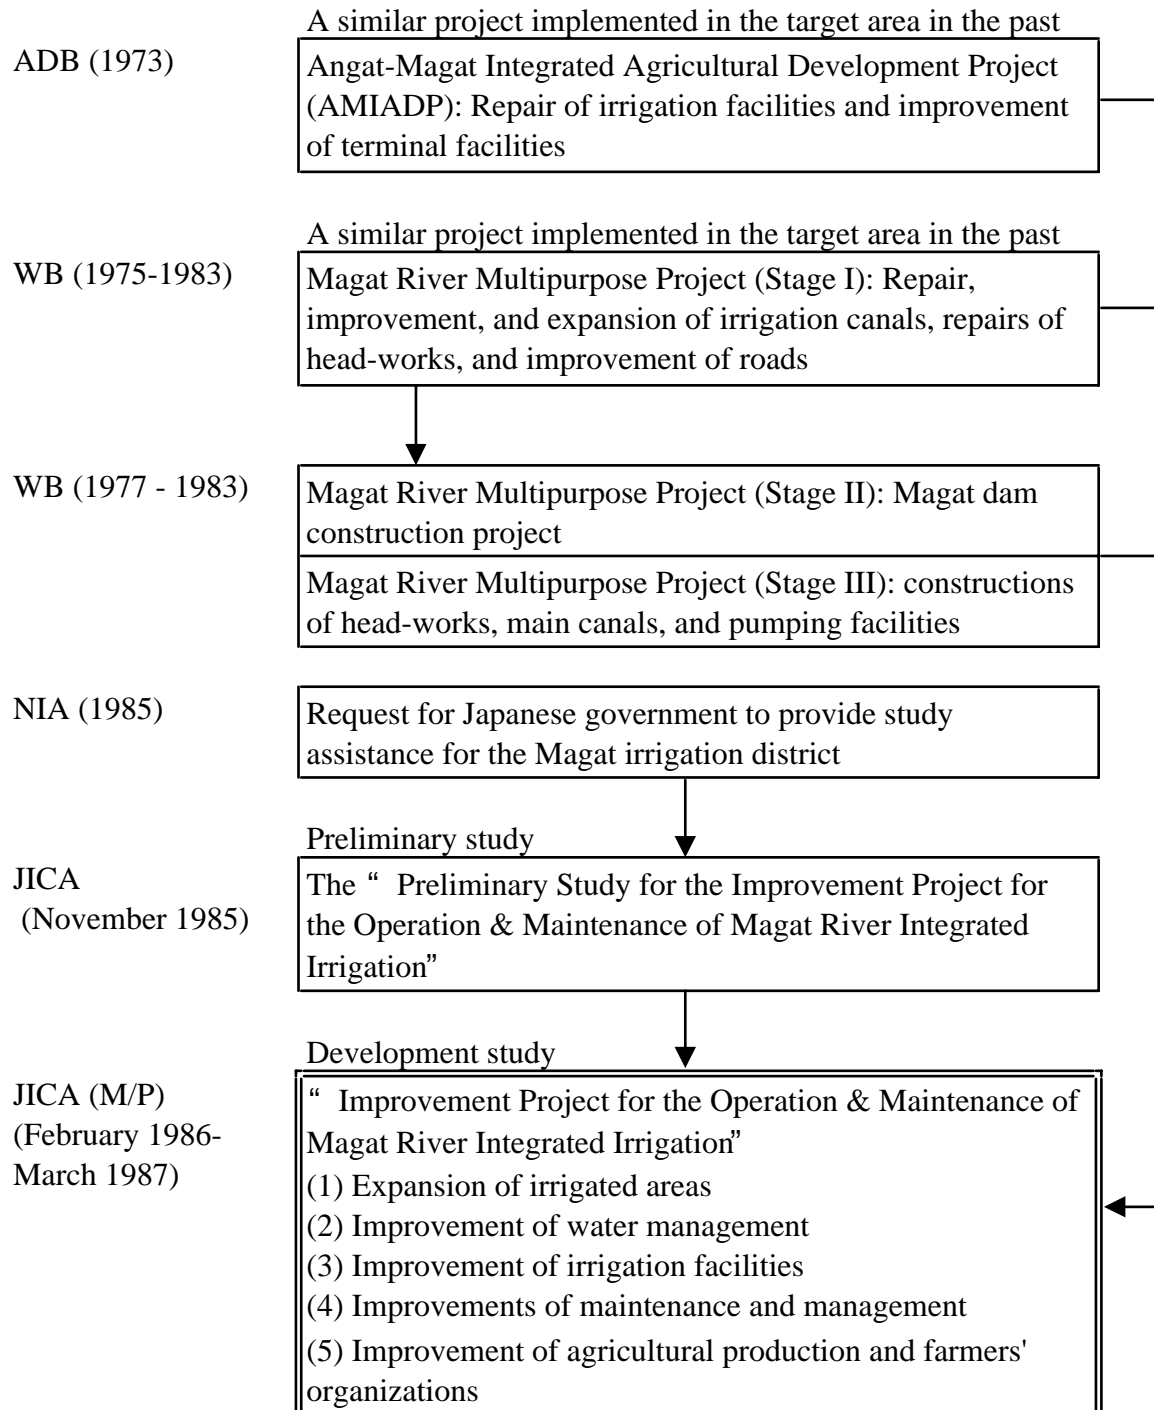 A similar project implemented in the target area in the past
ADB (1973)
Angat-Magat Integrated Agricultural Development Project
(AMIADP): Repair of irrigation facilities and improvement
of terminal facilities
A similar project implemented in the target area in the past
WB (1975-1983)
Magat River Multipurpose Project (Stage I): Repair,
improvement, and expansion of irrigation canals, repairs of
head-works, and improvement of roads
WB (1977 - 1983)
Magat River Multipurpose Project (Stage II): Magat dam
construction project
Magat River Multipurpose Project (Stage III): constructions
of head-works, main canals, and pumping facilities
NIA (1985)
Request for Japanese government to provide study
assistance for the Magat irrigation district
Preliminary study
JICA
(November 1985)
The “ Preliminary Study for the Improvement Project for
the Operation & Maintenance of Magat River Integrated
Irrigation”
Development study
JICA (M/P)
(February 1986-
March 1987)
“ Improvement Project for the Operation & Maintenance of
Magat River Integrated Irrigation”
(1) Expansion of irrigated areas
(2) Improvement of water management
(3) Improvement of irrigation facilities
(4) Improvements of maintenance and management
(5) Improvement of agricultural production and farmers'
organizations